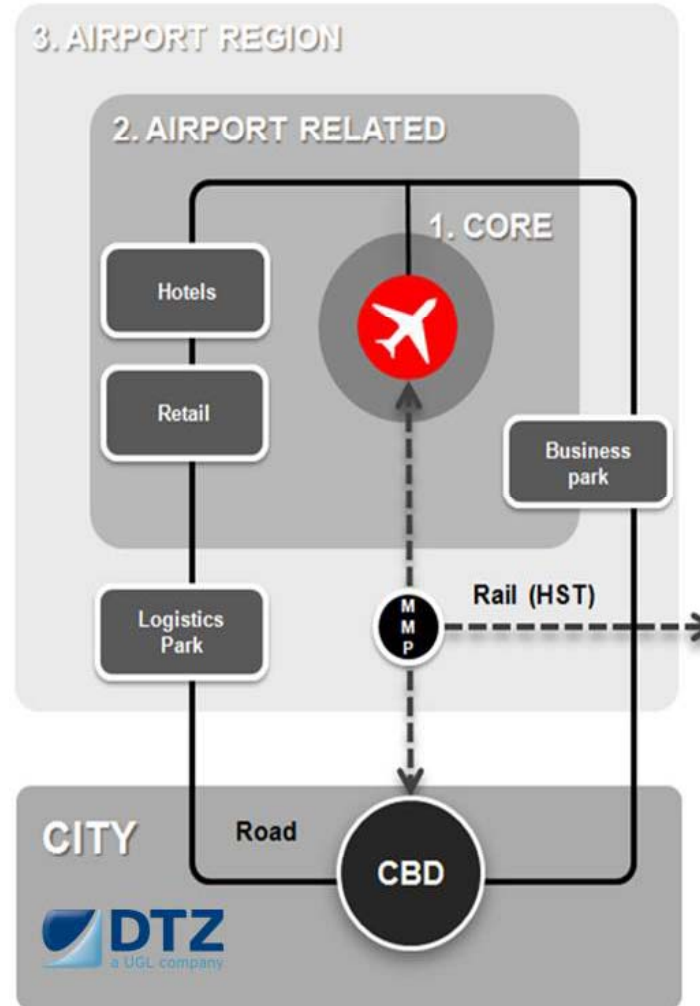 3. AIRPORT REGION
2. AIRPORT RELATED
1. CORE
Hotels
Retail
Business
park
Logistics
Park
M
M
P
Rail (HST)
CITY
Road
CBD
DTZ
a UGL company